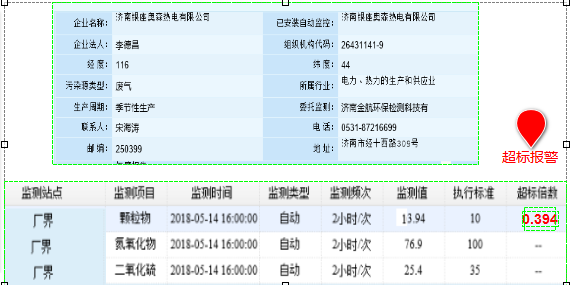 企业名称: 济南银座奥森热电有限公司 已安装自动监控: 济南银座奥森热电有限公司
企业法人: 李德昌 组织机构代码: 26431141-9
经 度: 116 纬 度: 44
污染源类型: 废气 所属行业: 电力、热力的生产和供应业
生产周期: 季节性生产 委托监测: 济南金航环保检测科技有
联系人: 宋海涛 电 话: 0531-87216699
邮 编: 250399 地 址: 济南市经十西路309号
超标报警
监测站点 监测项目 监测时间 监测类型 监测频次 监测值 执行标准 超标倍数
厂界 颗粒物 2018-05-14 16:00:00 自动 2小时/次 13.94 10 0.394
厂界 氮氧化物 2018-05-14 16:00:00 自动 2小时/次 76.9 100 --
厂界 二氧化硫 2018-05-14 16:00:00 自动 2小时/次 25.4 35 --